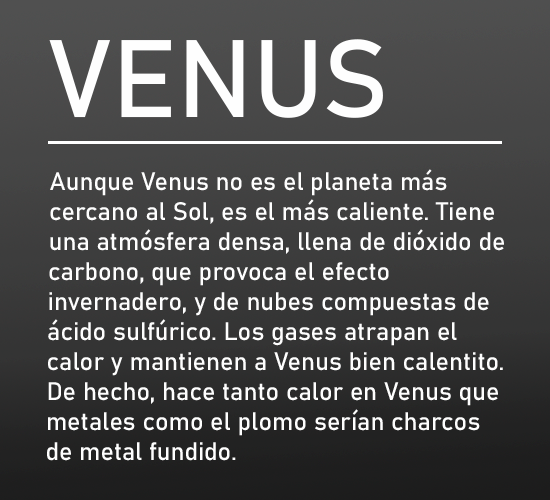 VENUS
Aunque Venus no es el planeta más
cercano al Sol, es el más caliente. Tiene
una atmósfera densa, llena de dióxido de
carbono, que provoca el efecto
invernadero, y de nubes compuestas de
ácido sulfúrico. Los gases atrapan el
calor y mantienen a Venus bien calentito.
De hecho, hace tanto calor en Venus que
metales como el plomo serían charcos
de metal fundido.